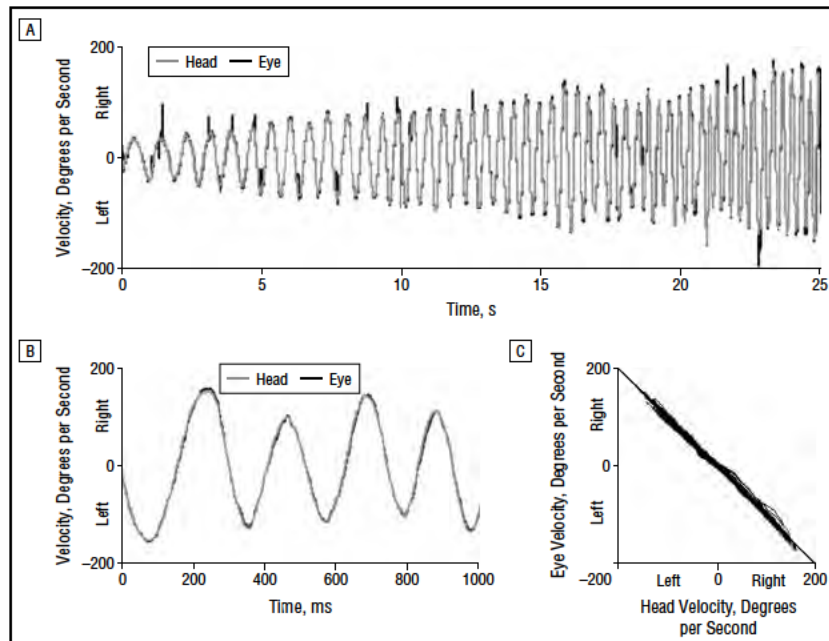 A
200
Head Eye
Right
0
Left
–200
Velocity, Degrees per Second
0 5 10 15 20 25
Time, s
B
200
Head Eye
Right
0
Left
–200
Velocity, Degrees per Second
0 200 400 600 800 1000
Time, ms
C
200
Right
0
Left
–200
Eye Velocity, Degrees per Second
Left 0 Right 200
Head Velocity, Degrees
per Second